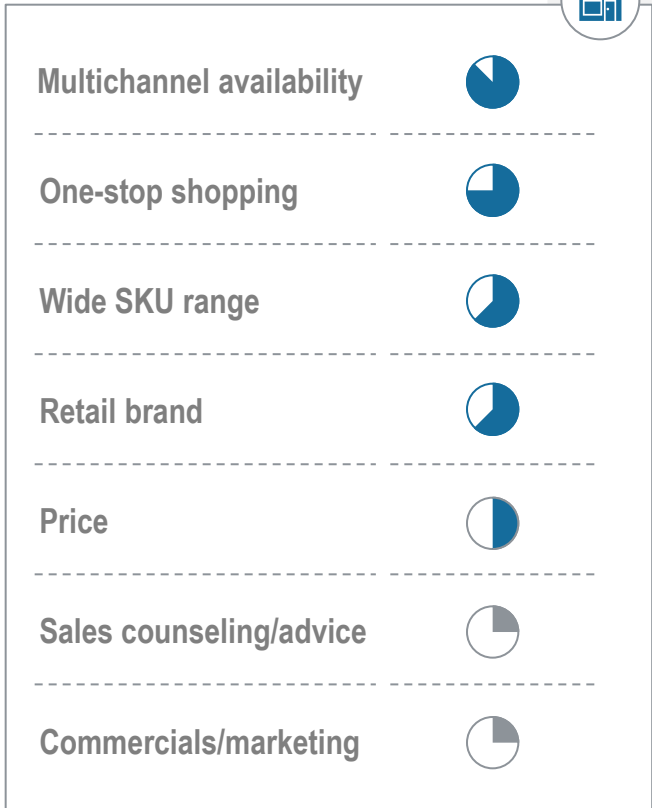 Multichannel availability
One-stop shopping
Wide SKU range
Retail brand
Price
Sales counseling/advice
Commercials/marketing